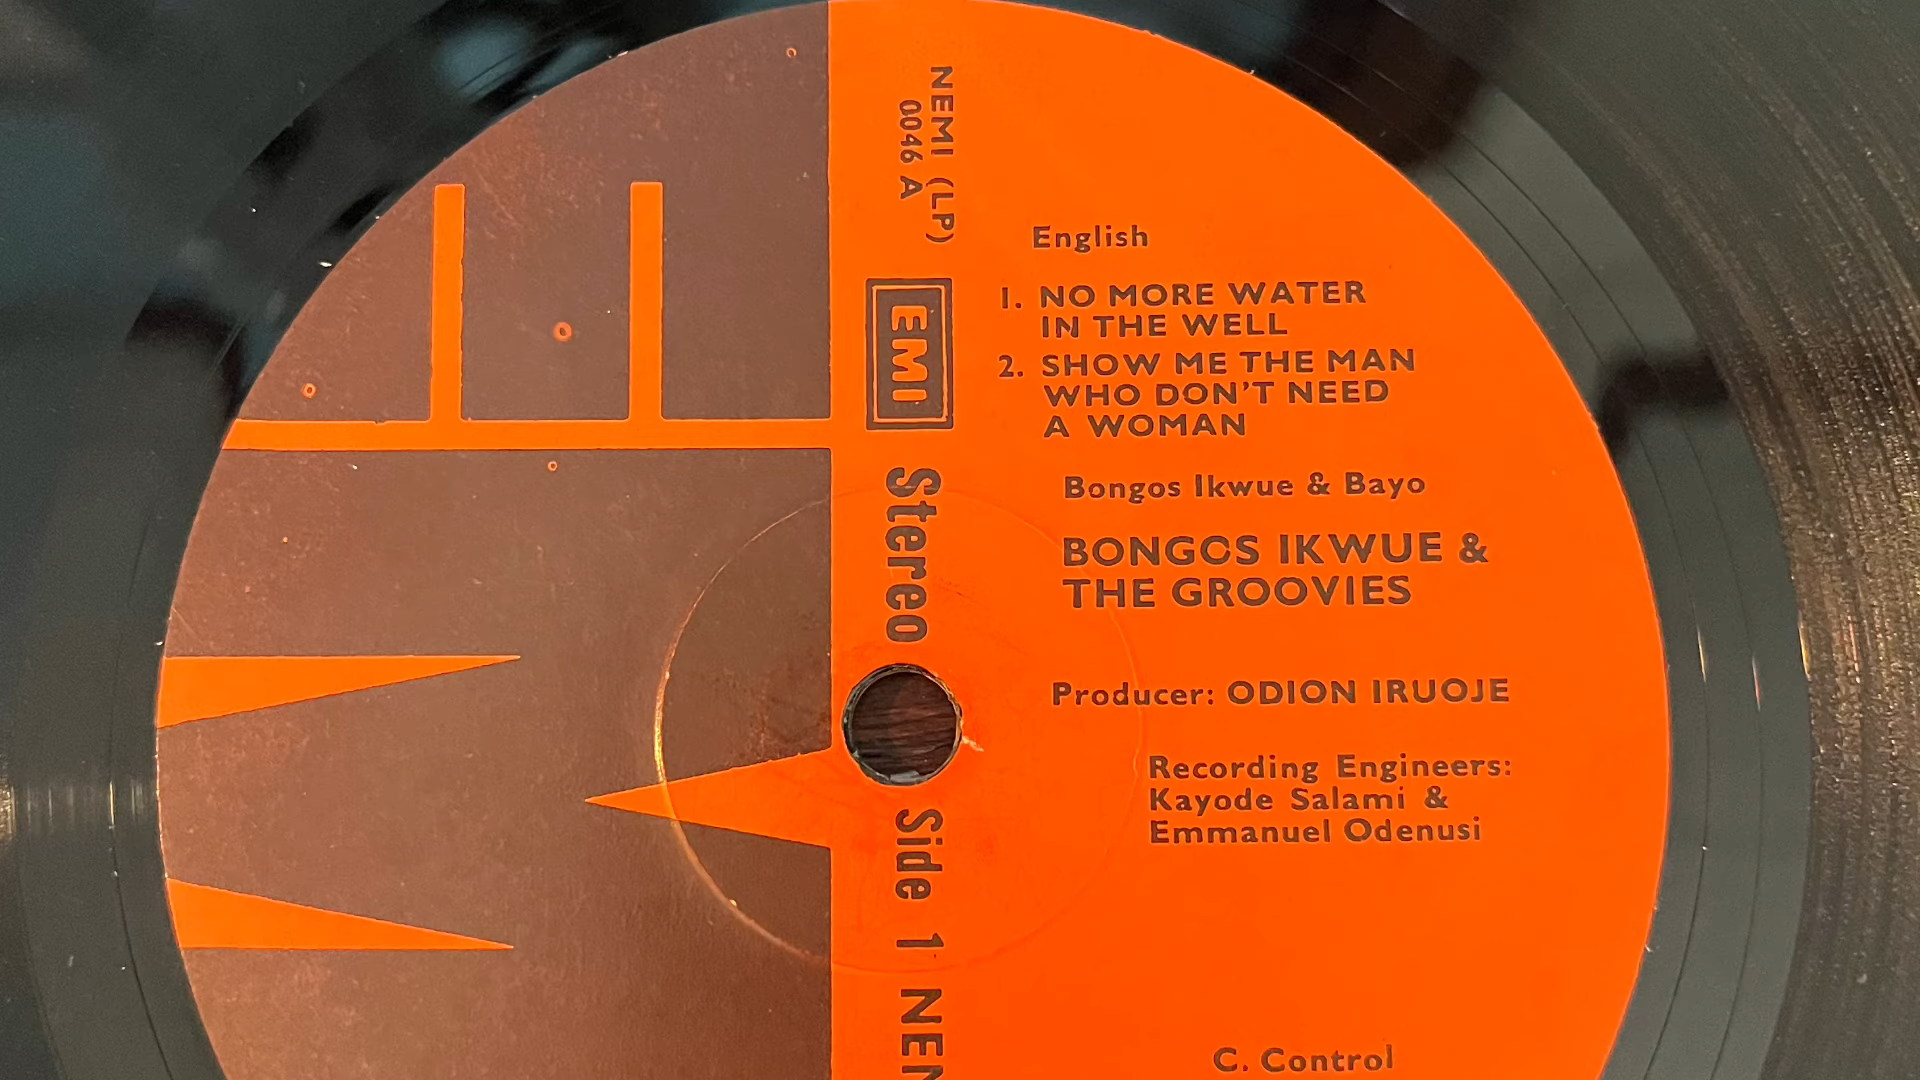 NEMI (LP)
0046 A
EMI
Stereo
Side 1 NEM
English
1. NO MORE WATER
IN THE WELL
2. SHOW ME THE MAN
WHO DON'T NEED
A WOMAN
Bongos Ikwue & Bayo
BONGOS IKWUE &
THE GROOVIES
Producer: ODION IRUOJE
Recording Engineers:
Kayode Salami &
Emmanuel Odenusi
C. Control